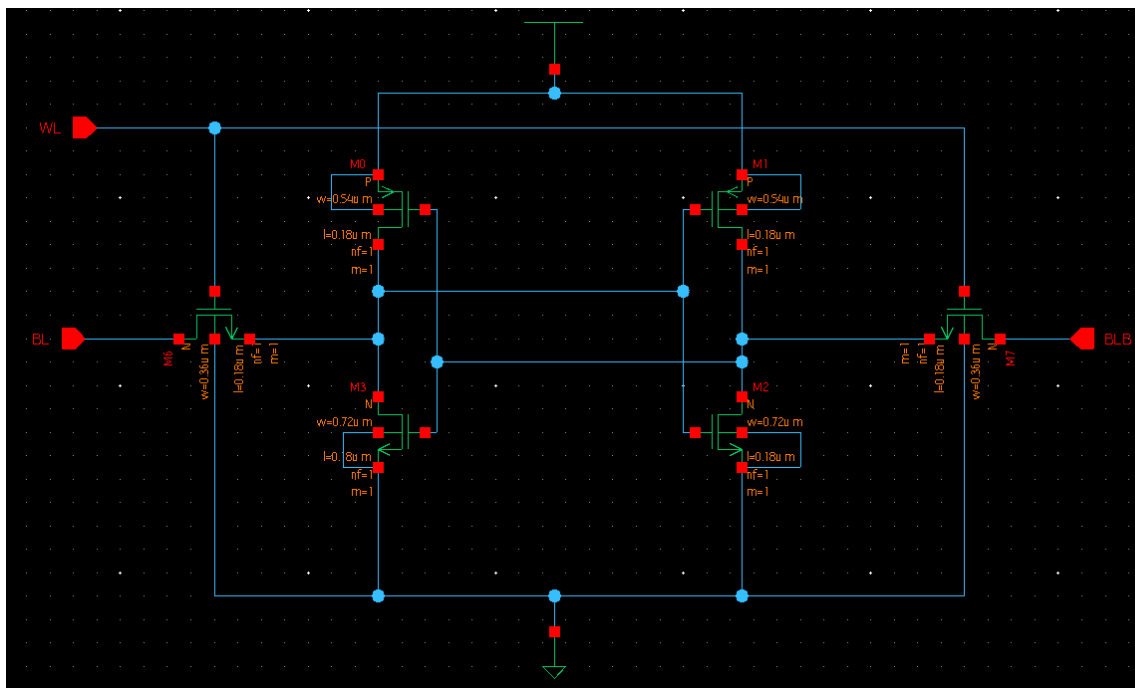 WL
M0
P
w=0.54u m
l=0.18u m
nf=1
m=1
M1
P
w=0.54u m
l=0.18u m
nf=1
m=1
BL
M6
N
w=0.36u m
l=0.18u m
nf=1
m=1
M3
N
w=0.72u m
l=0.18u m
nf=1
m=1
M2
N
w=0.72u m
l=0.18u m
nf=1
m=1
m=1
nf=1
l=0.18u m
w=0.36u m
N
M7
BLB